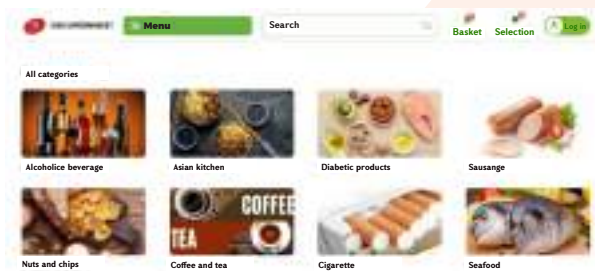 Menu
Search
Basket
Selection
Log in
All categories
Alcoholice beverage
Asian kitchen
Diabetic products
Sausange
COFFEE
TEA
Nuts and chips
Coffee and tea
Cigarette
Seafood